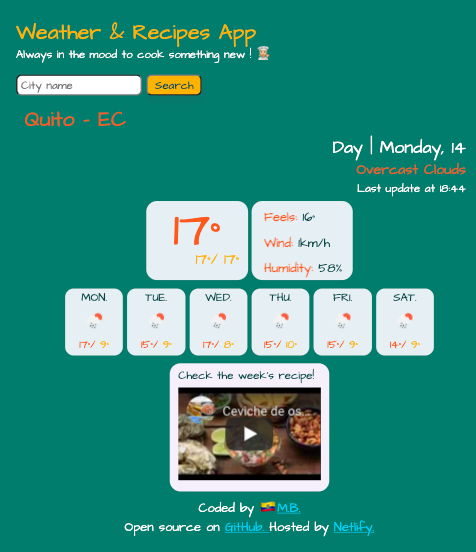 Weather & Recipes App
Always in the mood to cook something new !
City name
Search
Quito - EC
Day | Monday, 14
Overcast Clouds
Last update at 18:44
17°
17°/ 17°
Feels: 16°
Wind: 1km/h
Humidity: 58%
MON. TUE. WED. THU. FRI. SAT.
17°/ 9° 15°/ 9° 17°/ 8° 15°/ 10° 15°/ 9° 14°/ 9°
Check the week's recipe!
Ceviche de os...
Coded by M.B.
Open source on GitHub. Hosted by Netlify.